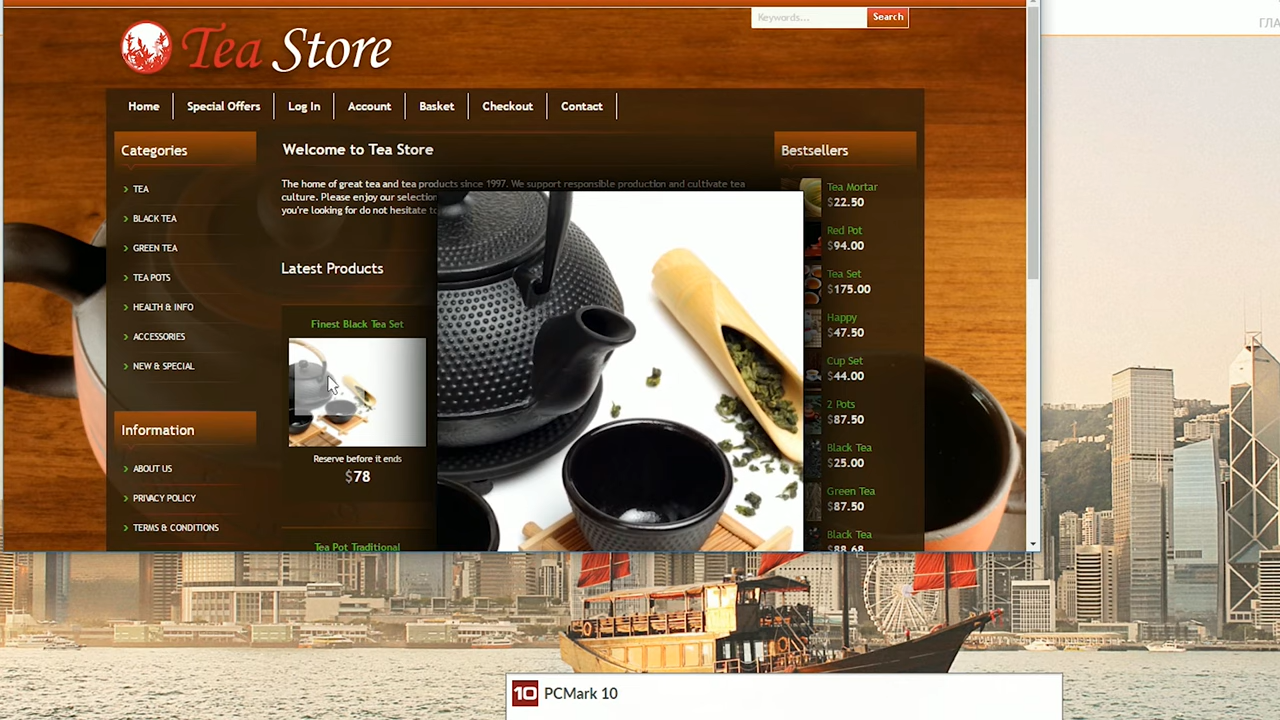 Keywords...
Search
Tea Store
ГЛА
Home
Special Offers
Log In
Account
Basket
Checkout
Contact
Categories
TEA
BLACK TEA
GREEN TEA
TEA POTS
HEALTH & INFO
ACCESSORIES
NEW & SPECIAL
Information
ABOUT US
PRIVACY POLICY
TERMS & CONDITIONS
Welcome to Tea Store
The home of great tea and tea products since 1997. We support responsible production and cultivate tea
culture. Please enjoy our selection
you're looking for do not hesitate to
Latest Products
Finest Black Tea Set
Reserve before it ends
$78
Tea Pot Traditional
Bestsellers
Tea Mortar
$22.50
Red Pot
$94.00
Tea Set
$175.00
Happy
$47.50
Cup Set
$44.00
2 Pots
$87.50
Black Tea
$25.00
Green Tea
$87.50
Black Tea
$88.68
10 PCMark 10